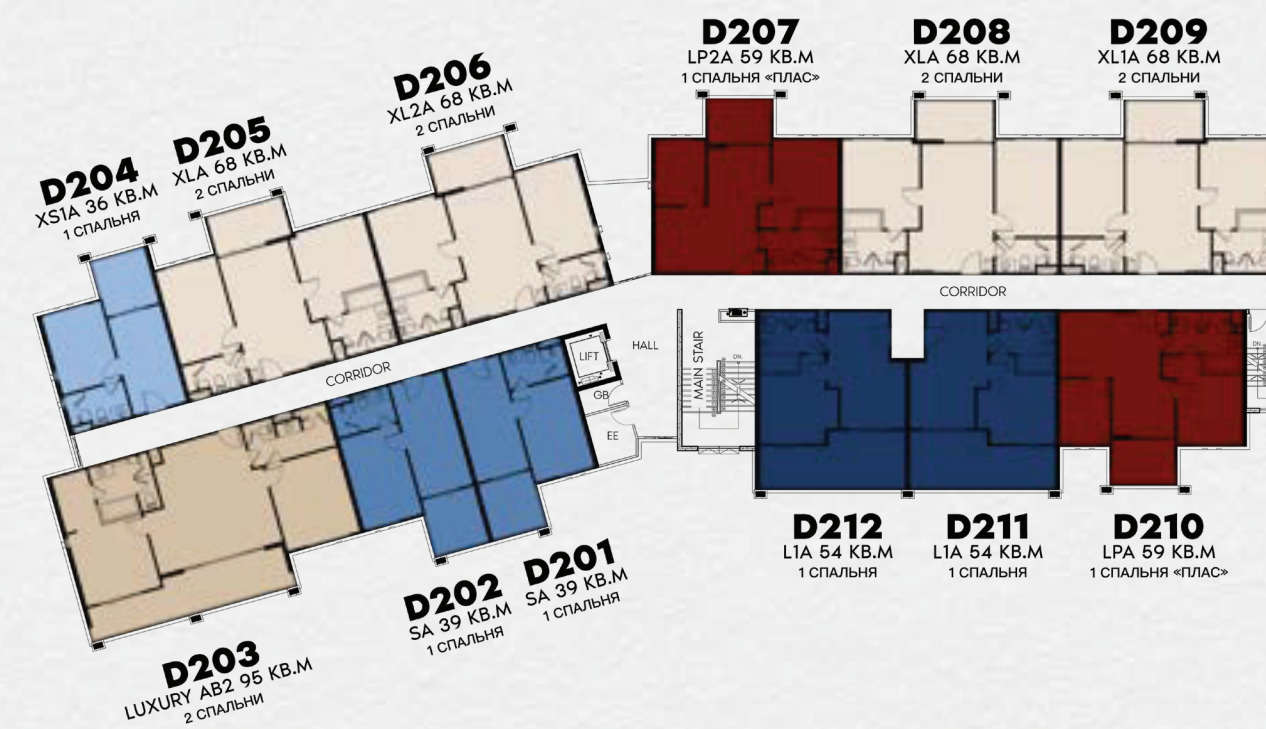 D207
LP2A 59 КВ.М
1 СПАЛЬНЯ «ПЛАС»
D208
XLA 68 КВ.М
2 СПАЛЬНИ
D209
XL1A 68 КВ.М
2 СПАЛЬНИ
D206
XL2A 68 КВ.М
2 СПАЛЬНИ
D205
XLA 68 КВ.М
2 СПАЛЬНИ
D204
XS1A 36 КВ.М
1 СПАЛЬНЯ
CORRIDOR
CORRIDOR
LIFT
HALL
MAIN STAIR
DN.
DN.
GB
EE
D212
L1A 54 КВ.М
1 СПАЛЬНЯ
D211
L1A 54 КВ.М
1 СПАЛЬНЯ
D210
LPA 59 КВ.М
1 СПАЛЬНЯ «ПЛАС»
D201
SA 39 КВ.М
1 СПАЛЬНЯ
D202
SA 39 КВ.М
1 СПАЛЬНЯ
D203
LUXURY AB2 95 КВ.М
2 СПАЛЬНИ